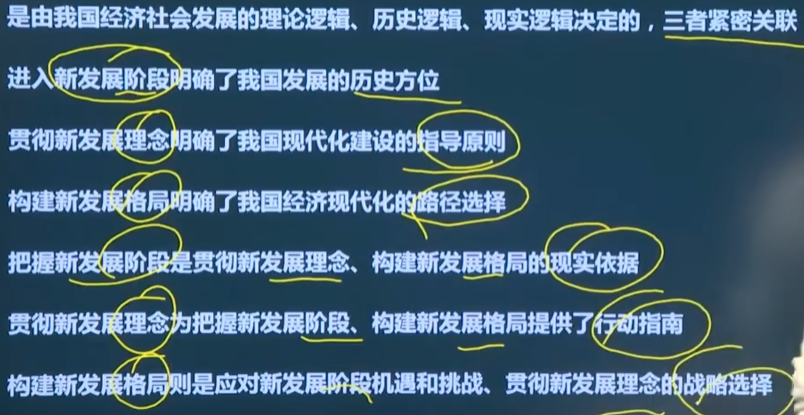 是由我国经济社会发展的理论逻辑、历史逻辑、现实逻辑决定的，三者紧密关联
进入新发展阶段明确了我国发展的历史方位
贯彻新发展理念明确了我国现代化建设的指导原则
构建新发展格局明确了我国经济现代化的路径选择
把握新发展阶段是贯彻新发展理念、构建新发展格局的现实依据
贯彻新发展理念为把握新发展阶段、构建新发展格局提供了行动指南
构建新发展格局则是应对新发展阶段机遇和挑战、贯彻新发展理念的战略选择